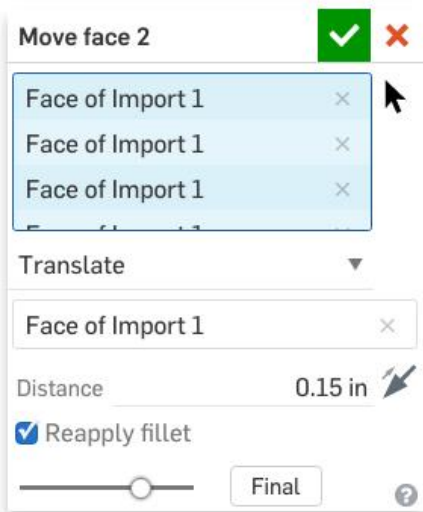 Move face 2
Face of Import 1
Face of Import 1
Face of Import 1
Translate
Face of Import 1
Distance 0.15 in
Reapply fillet
Final